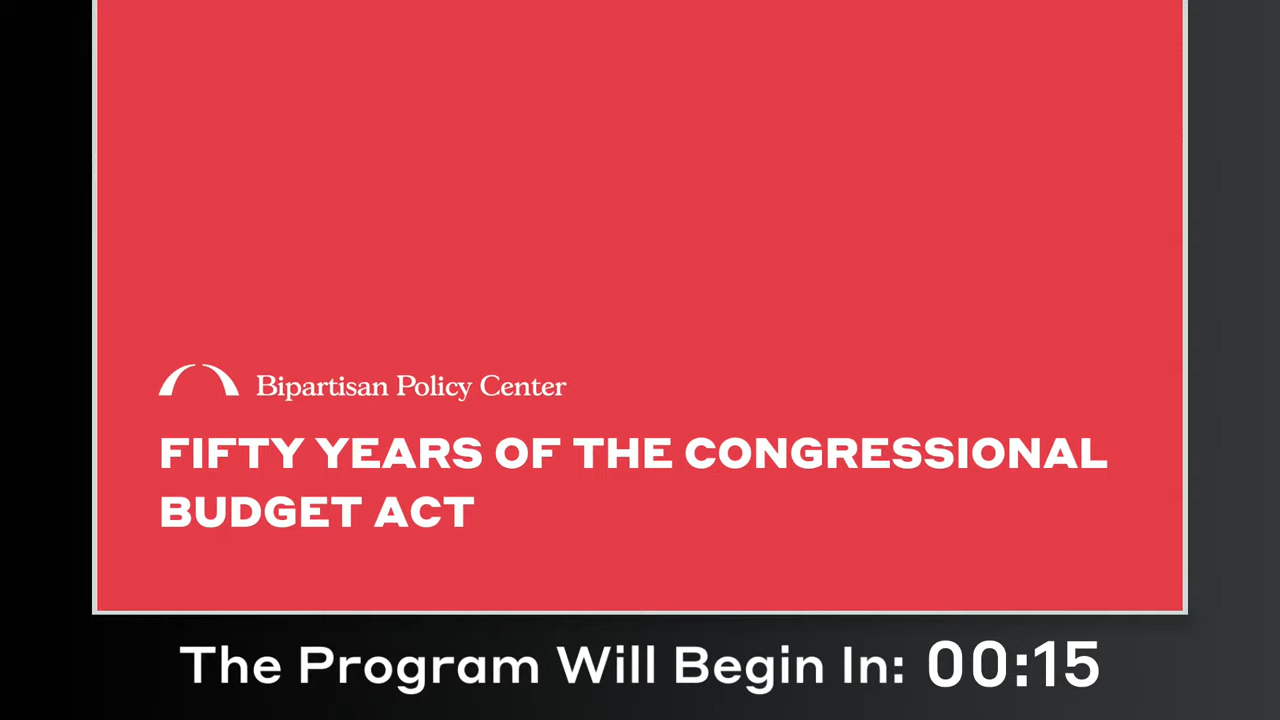 Bipartisan Policy Center
FIFTY YEARS OF THE CONGRESSIONAL
BUDGET ACT
The Program Will Begin In: 00:15